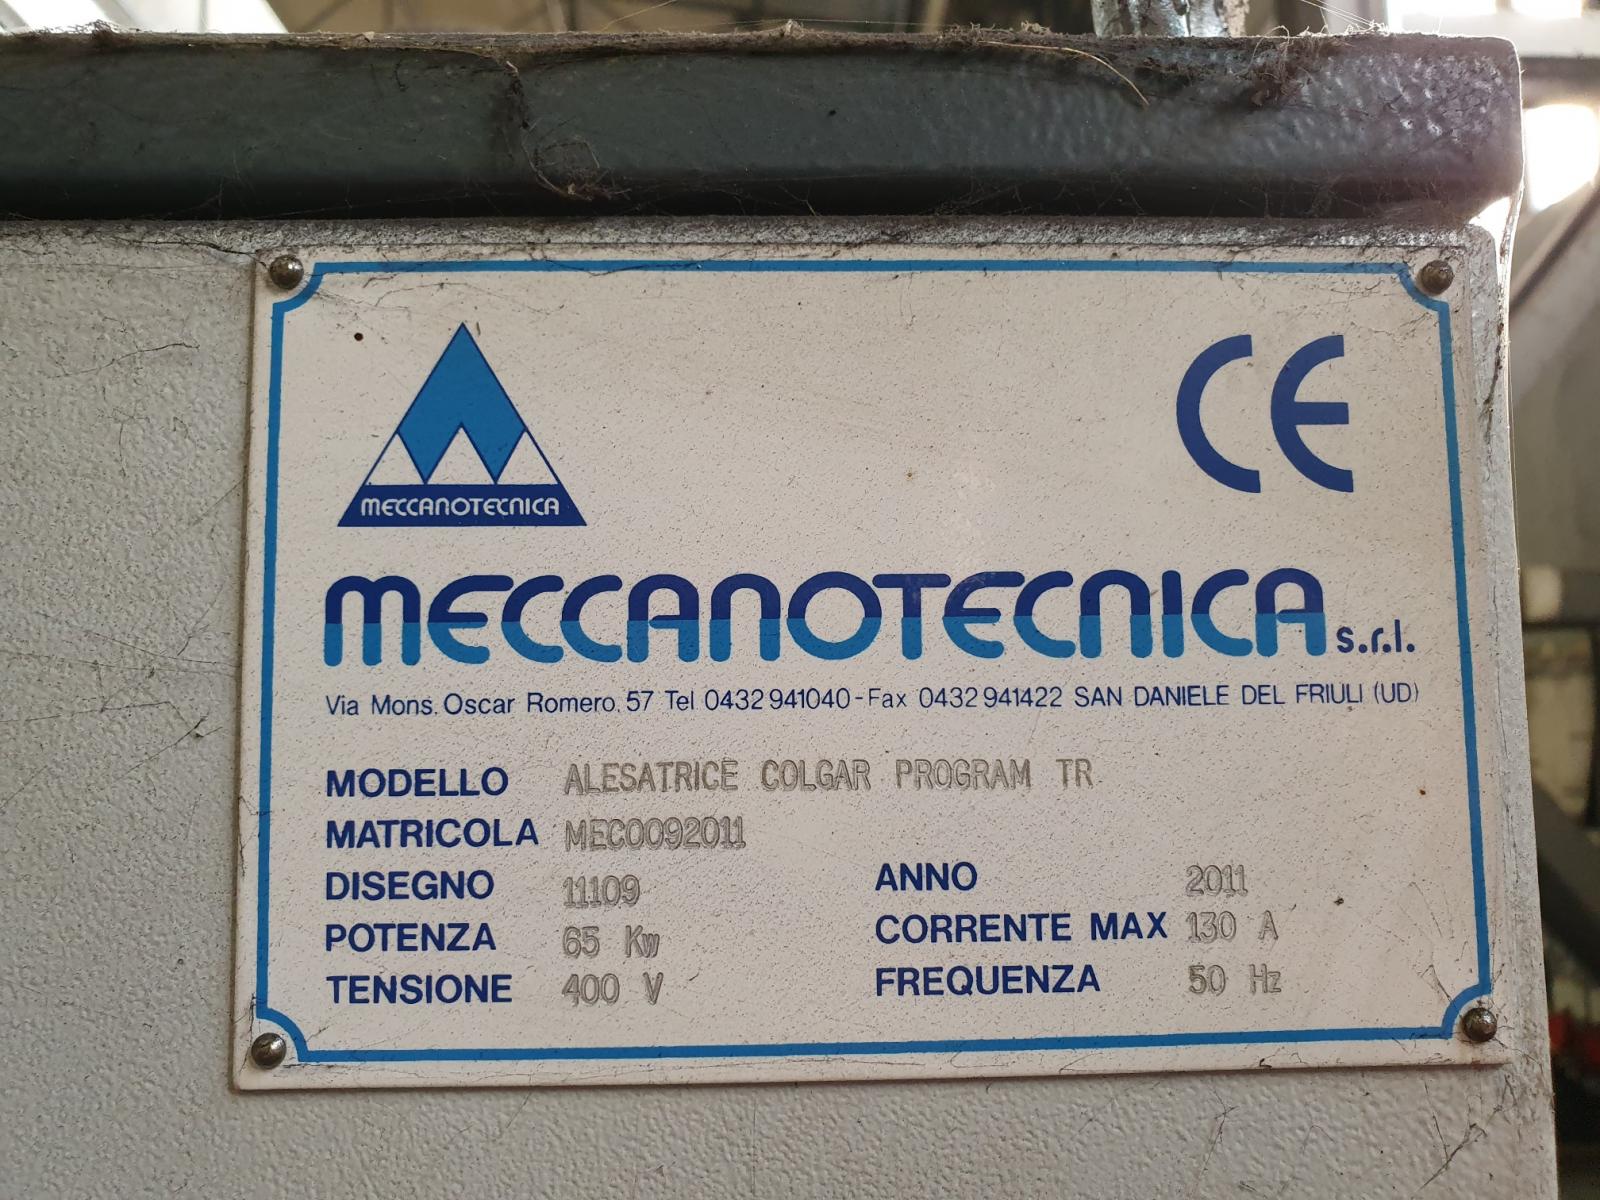 CE
MECCANOTECNICA
MECCANOTECNICA s.r.l.
Via Mons. Oscar Romero, 57 Tel 0432 941040 - Fax 0432 941422 SAN DANIELE DEL FRIULI (UD)
MODELLO ALESATRICE COLGAR PROGRAM TR
MATRICOLA MEC0092011
DISEGNO 11109 ANNO 2011
POTENZA 65 Kw CORRENTE MAX 130 A
TENSIONE 400 V FREQUENZA 50 Hz